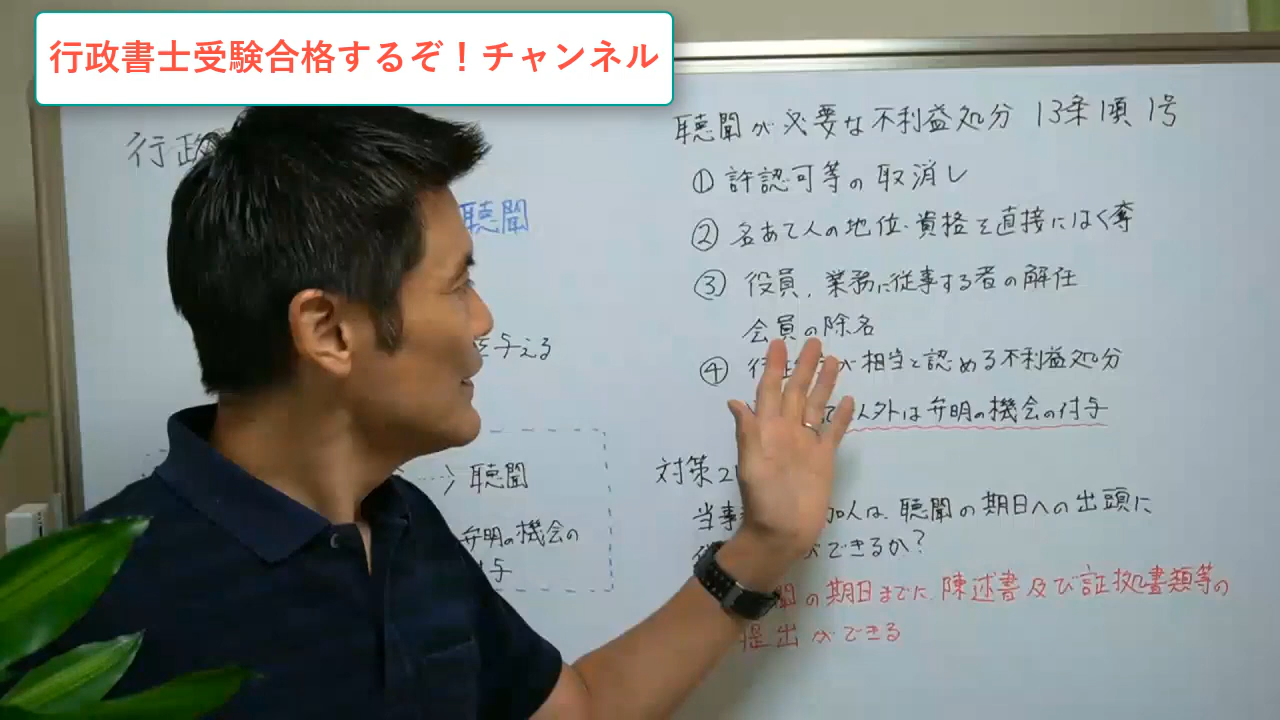 行政書士受験合格するぞ!チャンネル
行政
聴聞
を与える
聴聞
弁明の機会の
付与
聴聞が必要な不利益処分 13条1項1号
①許認可等の取消し
②名あて人の地位・資格を直接にはく奪
③役員、業務に従事する者の解任
会員の除名
④行 が相当と認める不利益処分
以外は弁明の機会の付与
対策
当事 加人は、聴聞の期日への出頭に
ができるか?
聞の期日までに、陳述書及び証拠書類等の
提出ができる